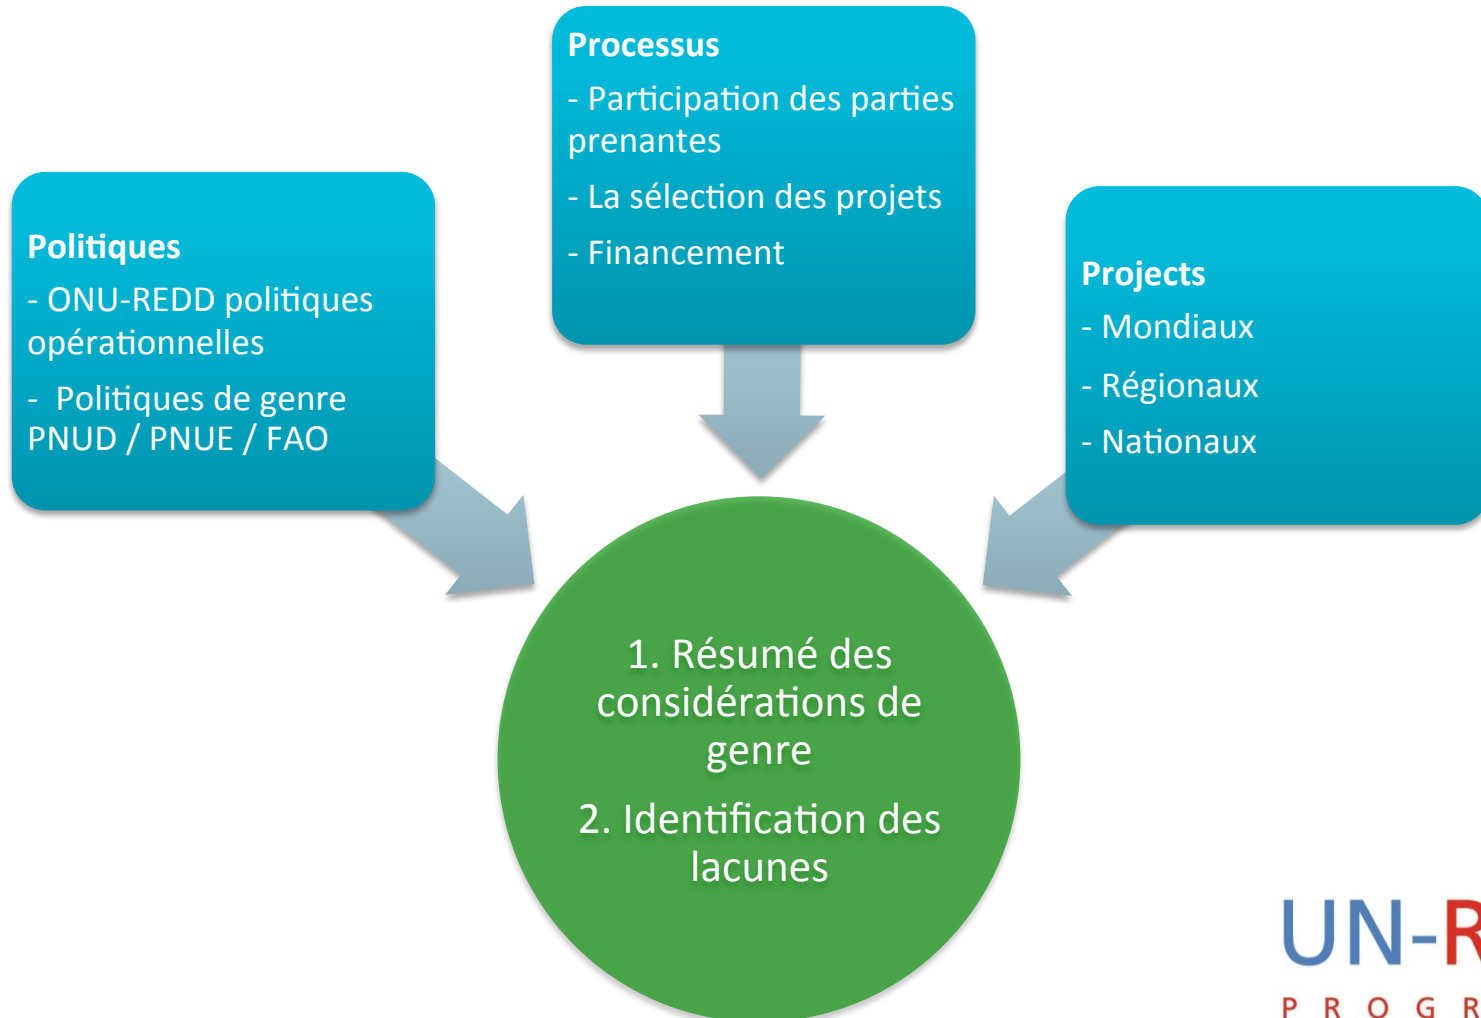 Processus
- Participation des parties
prenantes
- La sélection des projets
- Financement
Politiques
- ONU-REDD politiques
opérationnelles
- Politiques de genre
PNUD / PNUE / FAO
Projects
- Mondiaux
- Régionaux
- Nationaux
1. Résumé des
considérations de
genre
2. Identification des
lacunes
UN-R
P R O G R